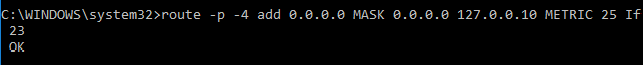 C:\WINDOWS\system32>route -p -4 add 0.0.0.0 MASK 0.0.0.0 127.0.0.10 METRIC 25 If
23
OK